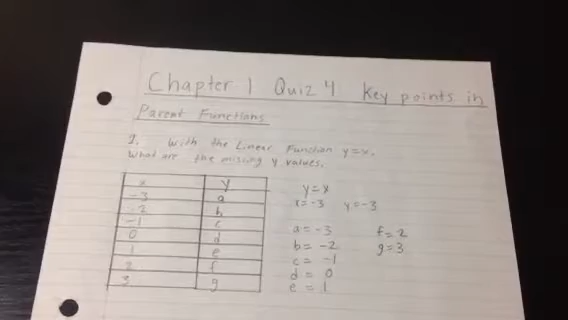 Chapter 1 Quiz 4 Key points in
Parent Functions
1. With the Linear Function y=x.
What are the missing y values.
x y
-3 a
-2 b
-1 c
0 d
1 e
2 f
3 g
y=x
x=-3 y=-3
a=-3 f=2
b=-2 g=3
c=-1
d=0
e=1